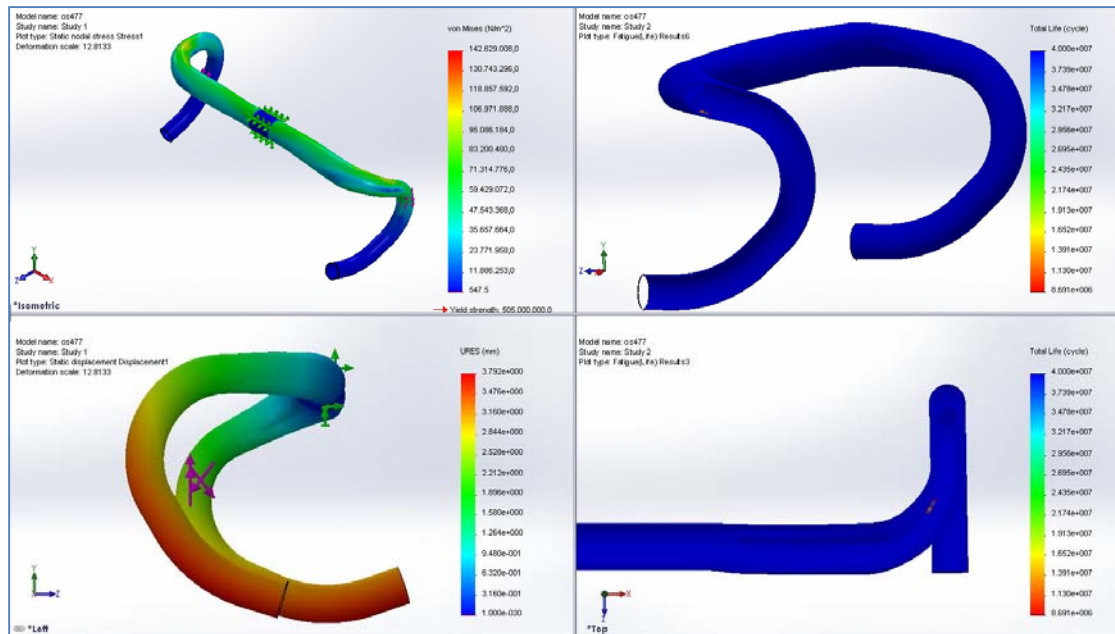 Model name: os477
Study name: Study 1
Plot type: Static nodal stress Stress1
Deformation scale: 12.8133
von Mises (N/m^2)
142.629.008,0
130.743.296,0
118.857.592,0
106.971.888,0
95.086.184,0
83.200.480,0
71.314.776,0
59.429.072,0
47.543.368,0
35.657.664,0
23.771.958,0
11.886.253,0
547.5
Yield strength: 505.000.000,0
Y
Z
X
*Isometric
Model name: os477
Study name: Study 2
Plot type: Fatigue(Life) Results6
Total Life (cycle)
4.000e+007
3.739e+007
3.478e+007
3.217e+007
2.956e+007
2.695e+007
2.435e+007
2.174e+007
1.913e+007
1.652e+007
1.391e+007
1.130e+007
8.691e+006
Y
Z
Model name: os477
Study name: Study 1
Plot type: Static displacement Displacement1
Deformation scale: 12.8133
URES (mm)
3.792e+000
3.476e+000
3.160e+000
2.844e+000
2.528e+000
2.212e+000
1.896e+000
1.580e+000
1.264e+000
9.480e-001
6.320e-001
3.160e-001
1.000e-030
Y
Z
*Left
Model name: os477
Study name: Study 2
Plot type: Fatigue(Life) Results3
Total Life (cycle)
4.000e+007
3.739e+007
3.478e+007
3.217e+007
2.956e+007
2.695e+007
2.435e+007
2.174e+007
1.913e+007
1.652e+007
1.391e+007
1.130e+007
8.691e+006
X
Z
*Top